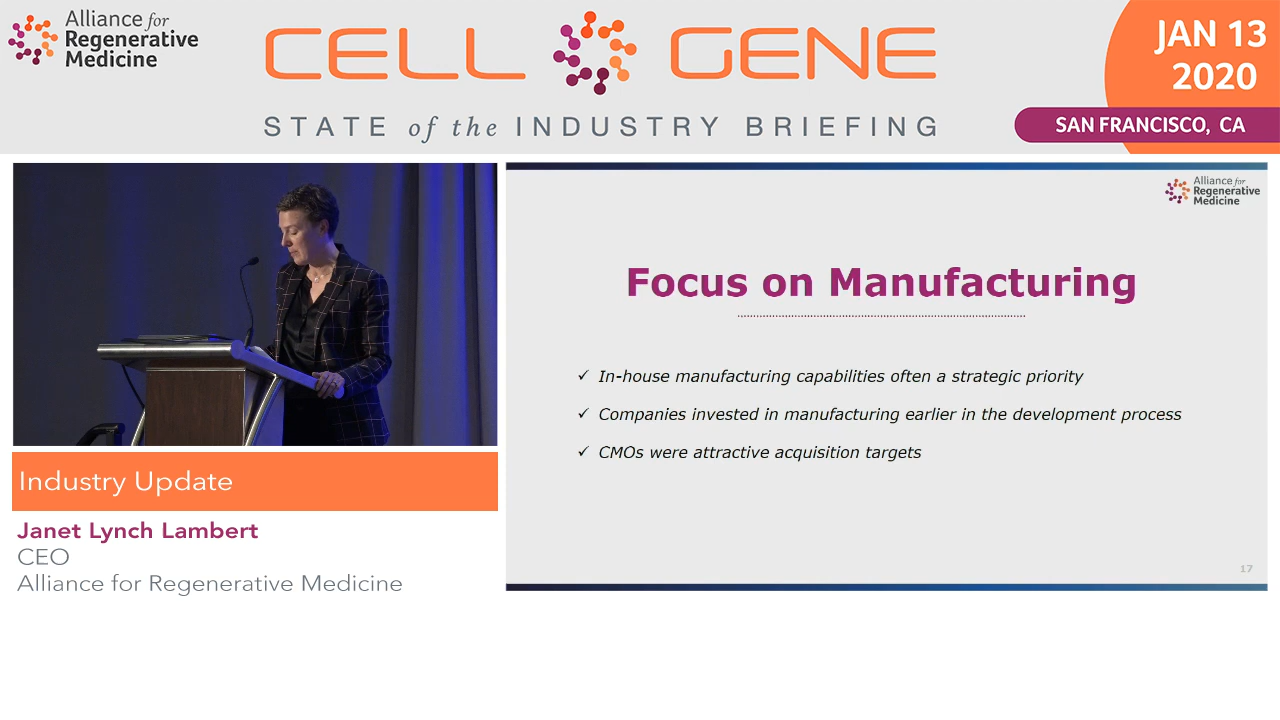 Alliance for
Regenerative
Medicine
CELL GENE
STATE of the INDUSTRY BRIEFING
JAN 13
2020
SAN FRANCISCO, CA
Alliance for
Regenerative
Medicine
Focus on Manufacturing
✓ In-house manufacturing capabilities often a strategic priority
✓ Companies invested in manufacturing earlier in the development process
✓ CMOs were attractive acquisition targets
17
Industry Update
Janet Lynch Lambert
CEO
Alliance for Regenerative Medicine